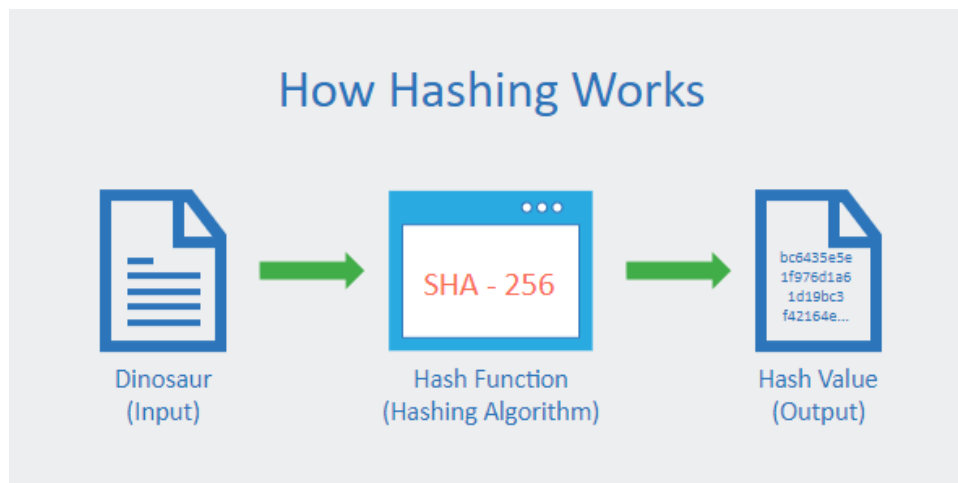 How Hashing Works
SHA - 256
bc6435e5e
1f976d1a6
1d19bc3
f42164e...
Dinosaur
(Input)
Hash Function
(Hashing Algorithm)
Hash Value
(Output)